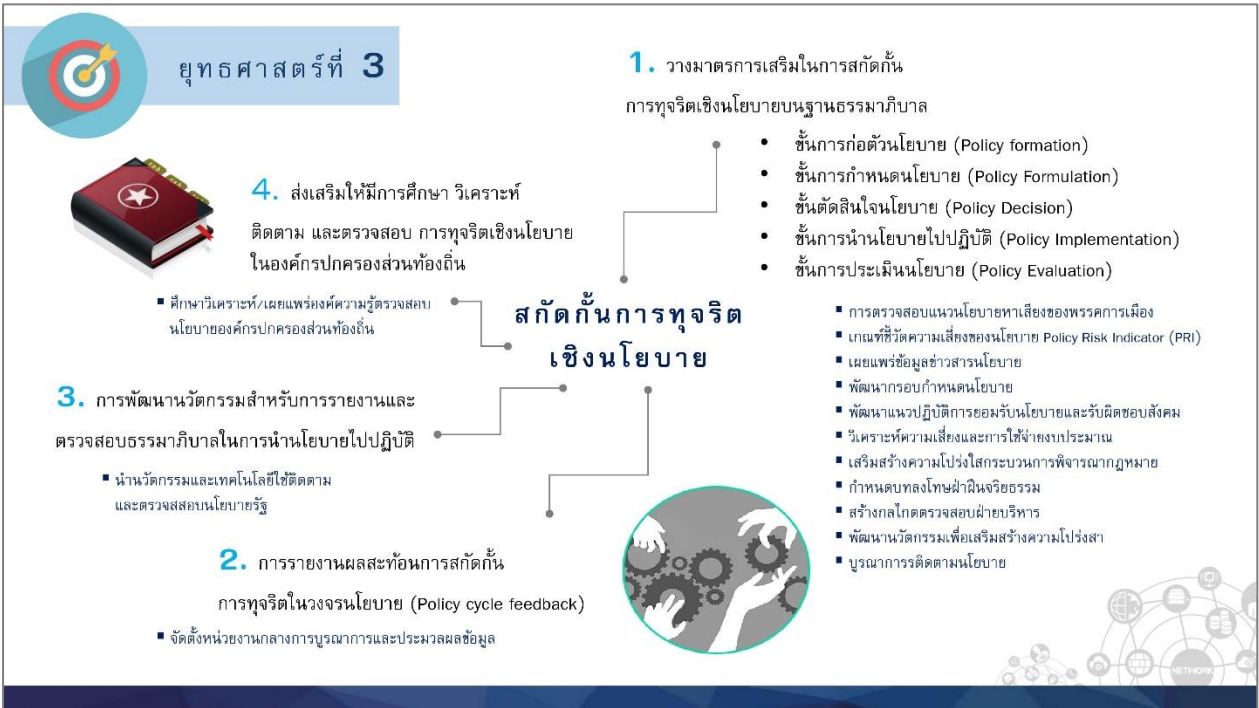 ยุทธศาสตร์ที่ 3
1. วางมาตรการเสริมในการสกัดกั้น
การทุจริตเชิงนโยบายบนฐานธรรมาภิบาล
• ขั้นการก่อตัวนโยบาย (Policy formation)
• ขั้นการกำหนดนโยบาย (Policy Formulation)
• ขั้นตัดสินใจนโยบาย (Policy Decision)
• ขั้นการนำนโยบายไปปฏิบัติ (Policy Implementation)
• ขั้นการประเมินนโยบาย (Policy Evaluation)
▪ การตรวจสอบแนวนโยบายหาเสียงของพรรคการเมือง
▪ เกณฑ์ชี้วัดความเสี่ยงของนโยบาย Policy Risk Indicator (PRI)
▪ เผยแพร่ข้อมูลข่าวสารนโยบาย
▪ พัฒนากรอบกำหนดนโยบาย
▪ พัฒนาแนวปฏิบัติการยอมรับนโยบายและรับผิดชอบสังคม
▪ วิเคราะห์ความเสี่ยงและการใช้จ่ายงบประมาณ
▪ เสริมสร้างความโปร่งใสกระบวนการพิจารณากฎหมาย
▪ กำหนดบทลงโทษฝ่าฝืนจริยธรรม
▪ สร้างกลไกตตรวจสอบฝ่ายบริหาร
▪ พัฒนานวัตกรรมเพื่อเสริมสร้างความโปร่งสา
▪ บูรณาการรติดตามนโยบาย
4. ส่งเสริมให้มีการศึกษา วิเคราะห์
ติดตาม และตรวจสอบ การทุจริตเชิงนโยบาย
ในองค์กรปกครองส่วนท้องถิ่น
▪ ศึกษาวิเคราะห์/เผยแพร่องค์ความรู้ตรวจสอบ
นโยบายองค์กรปกครองส่วนท้องถิ่น
สกัดกั้นการทุจริต
เชิงนโยบาย
3. การพัฒนานวัตกรรมสำหรับการรายงานและ
ตรวจสอบธรรมาภิบาลในการนำนโยบายไปปฏิบัติ
▪ นำนวัตกรรมและเทคโนโลยีใช้ติดตาม
และตรวจสสอบนโยบายรัฐ
2. การรายงานผลสะท้อนการสกัดกั้น
การทุจริตในวงจรนโยบาย (Policy cycle feedback)
▪ จัดตั้งหน่วยงานกลางการบูรณาการและประมวลผลข้อมูล
NETWORK